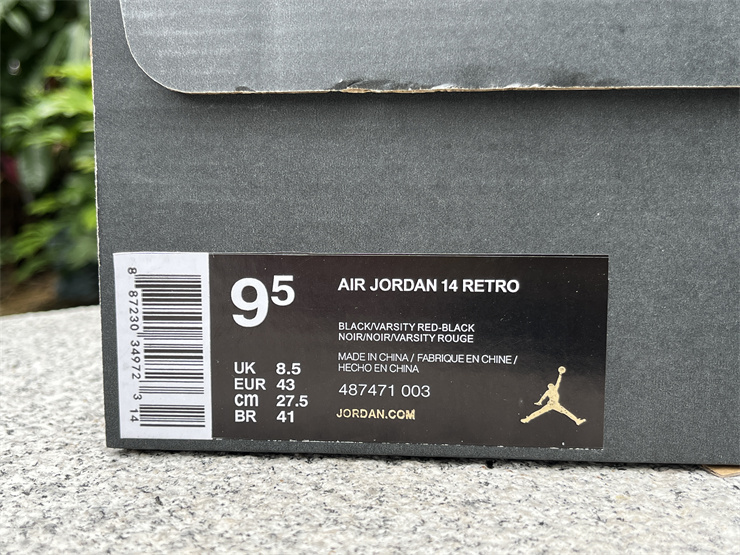 9⁵
AIR JORDAN 14 RETRO
BLACK/VARSITY RED-BLACK
NOIR/NOIR/VARSITY ROUGE
MADE IN CHINA / FABRIQUE EN CHINE /
HECHO EN CHINA
487471 003
JORDAN.COM
UK 8.5
EUR 43
cm 27.5
BR 41
8 87230 34972 3 14